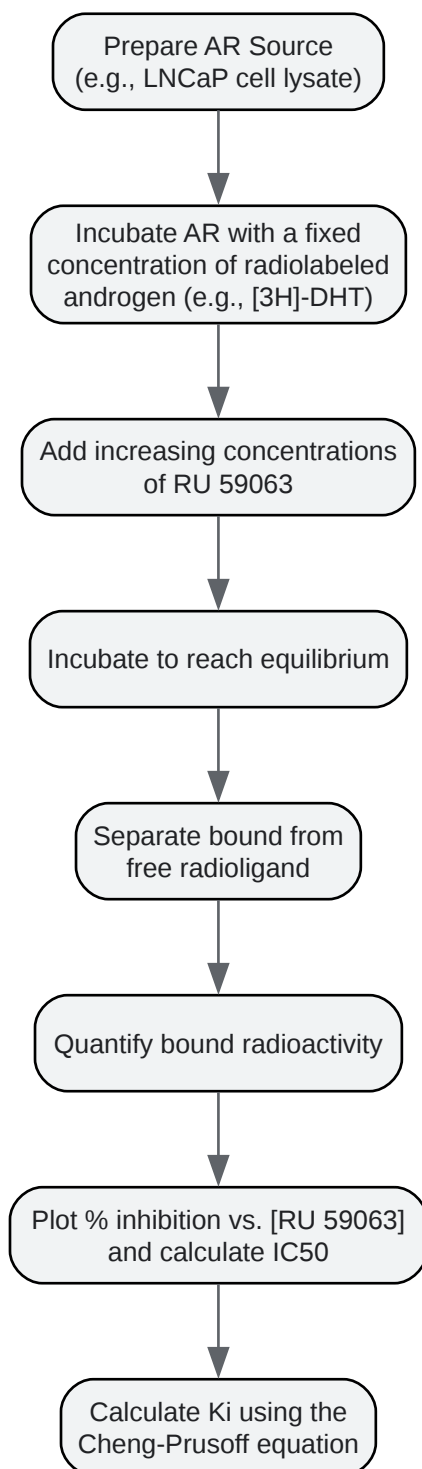 Prepare AR Source
(e.g., LNCaP cell lysate)
Incubate AR with a fixed
concentration of radiolabeled
androgen (e.g., [3H]-DHT)
Add increasing concentrations
of RU 59063
Incubate to reach equilibrium
Separate bound from
free radioligand
Quantify bound radioactivity
Plot % inhibition vs. [RU 59063]
and calculate IC50
Calculate Ki using the
Cheng-Prusoff equation